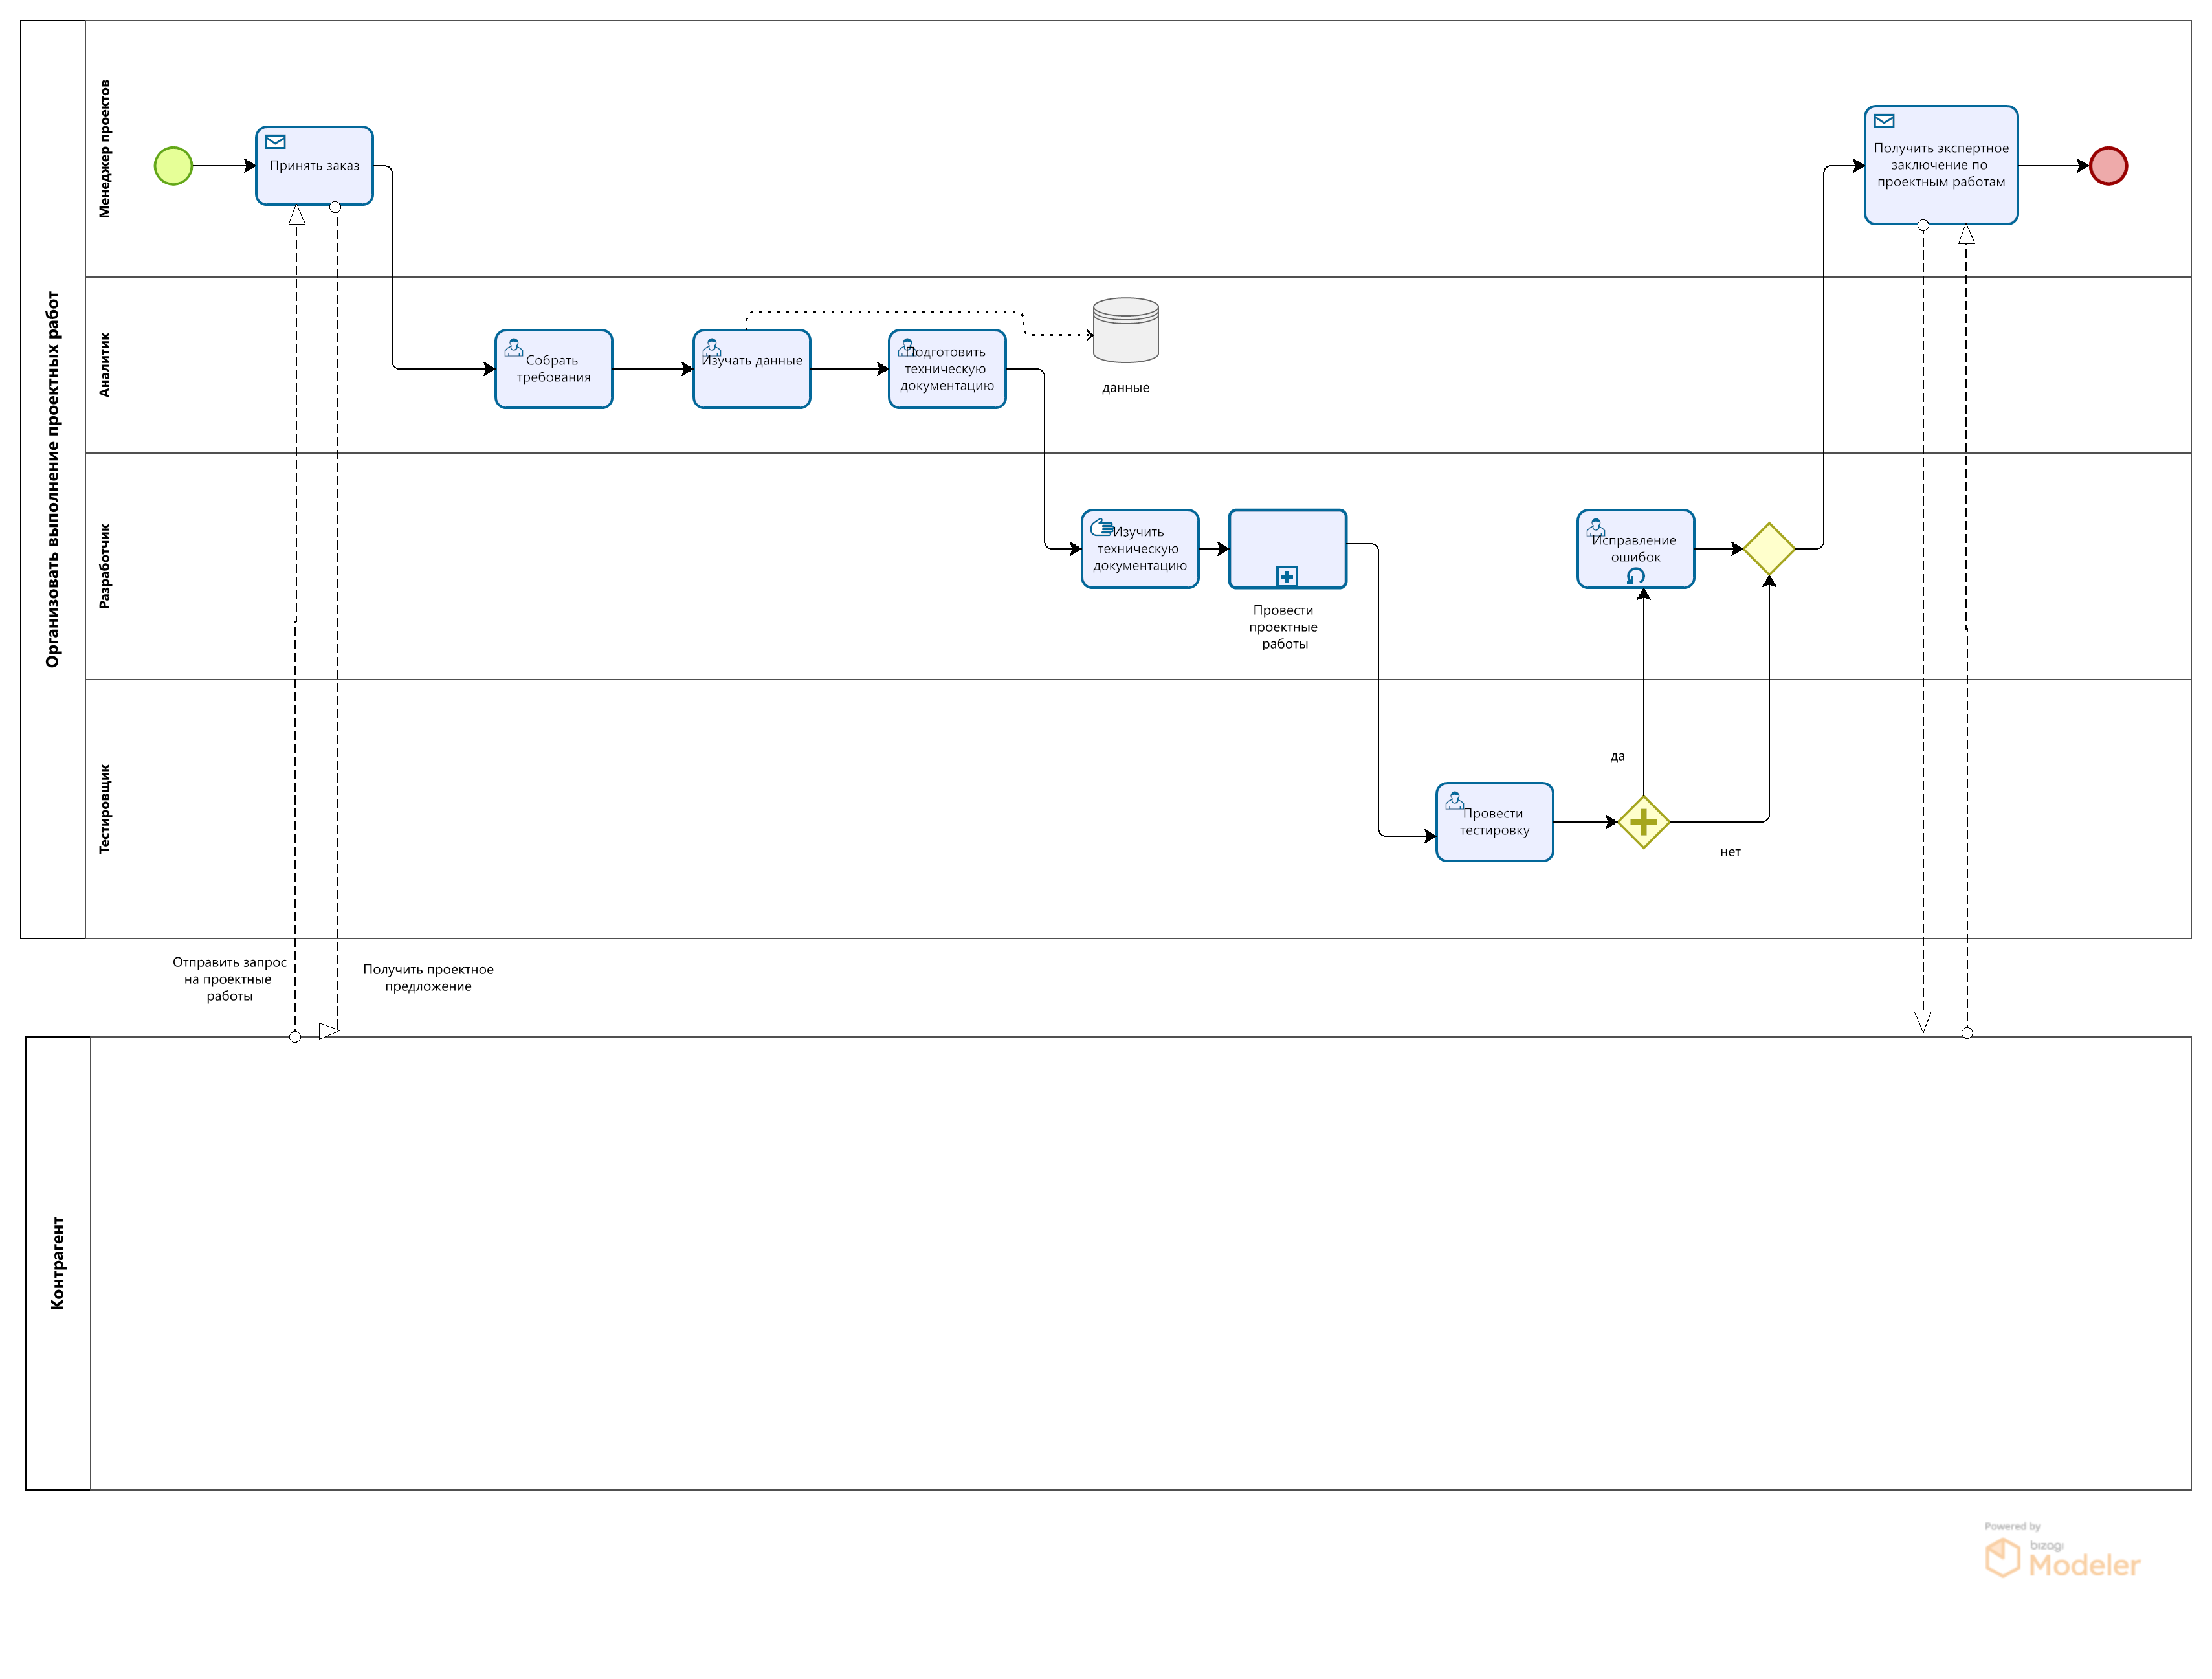 Организовать выполнение проектных работ
Менеджер проектов
Принять заказ
Получить экспертное
заключение по
проектным работам
Аналитик
Собрать
требования
Изучать данные
Подготовить
техническую
документацию
данные
Разработчик
Изучить
техническую
документацию
Провести
проектные
работы
Исправление
ошибок
Тестировщик
да
Провести
тестировку
нет
Отправить запрос
на проектные
работы
Получить проектное
предложение
Контрагент
Powered by
bizagi
Modeler